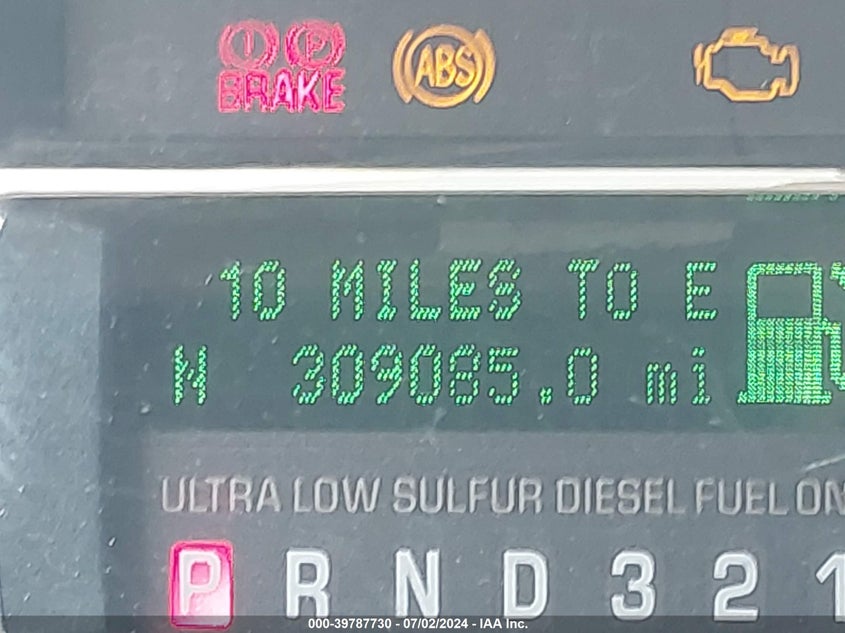 BRAKE ABS
10 MILES TO E
N 309085.0 mi
ULTRA LOW SULFUR DIESEL FUEL ON
P R N D 3 2 1
000-39787730 - 07/02/2024 - IAA Inc.